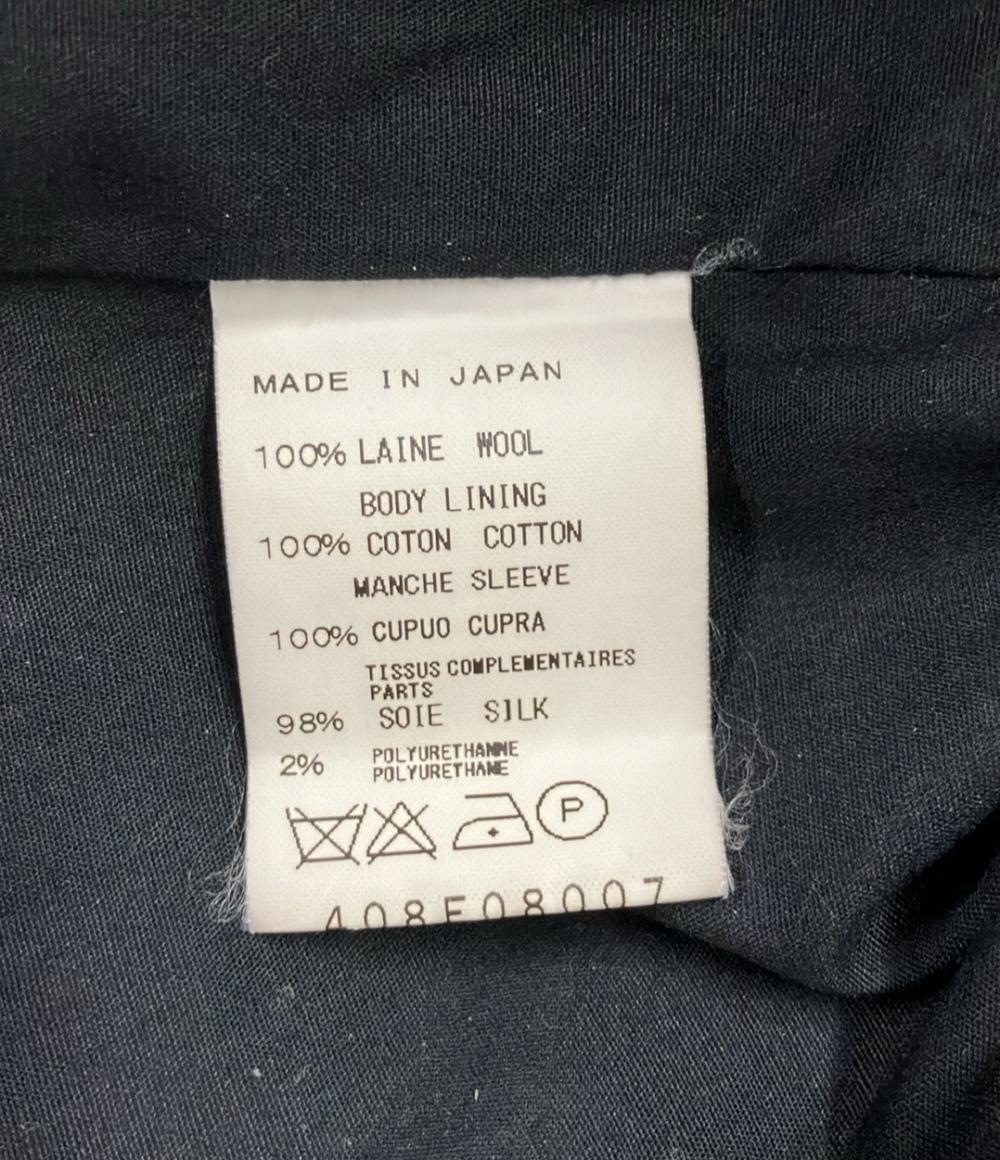 MADE IN JAPAN
100% LAINE WOOL
BODY LINING
100% COTON COTTON
MANCHE SLEEVE
100% CUPUO CUPRA
TISSUS COMPLEMENTAIRES
PARTS
98% SOIE SILK
2% POLYURETHANNE
POLYURETHANE
P
408E08007